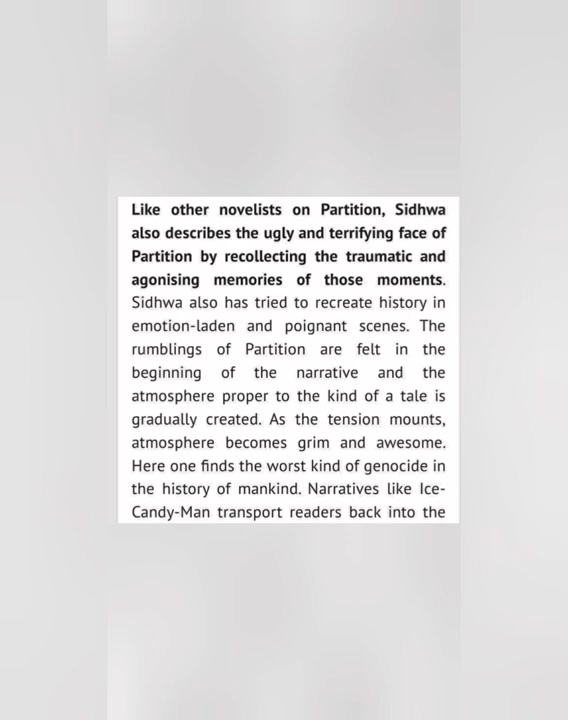 Like other novelists on Partition, Sidhwa
also describes the ugly and terrifying face of
Partition by recollecting the traumatic and
agonising memories of those moments.
Sidhwa also has tried to recreate history in
emotion-laden and poignant scenes. The
rumblings of Partition are felt in the
beginning of the narrative and the
atmosphere proper to the kind of a tale is
gradually created. As the tension mounts,
atmosphere becomes grim and awesome.
Here one finds the worst kind of genocide in
the history of mankind. Narratives like Ice-
Candy-Man transport readers back into the